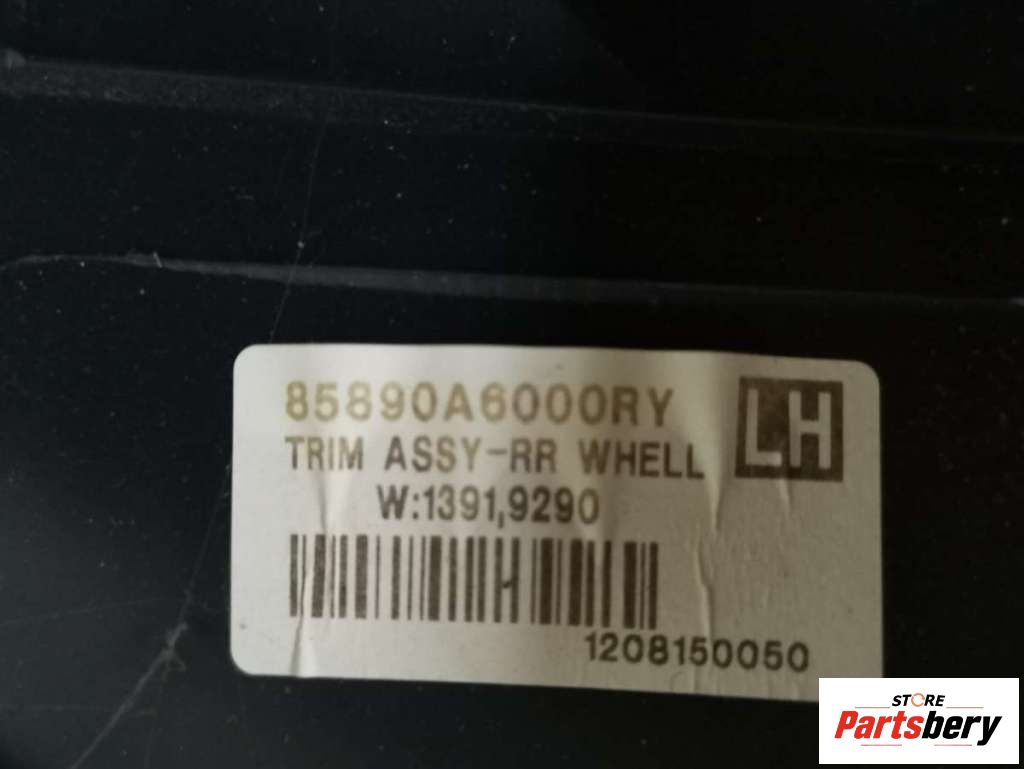 85890A6000RY
LH
TRIM ASSY-RR WHELL
W:1391,9290
1208150050
STORE
Partsbery